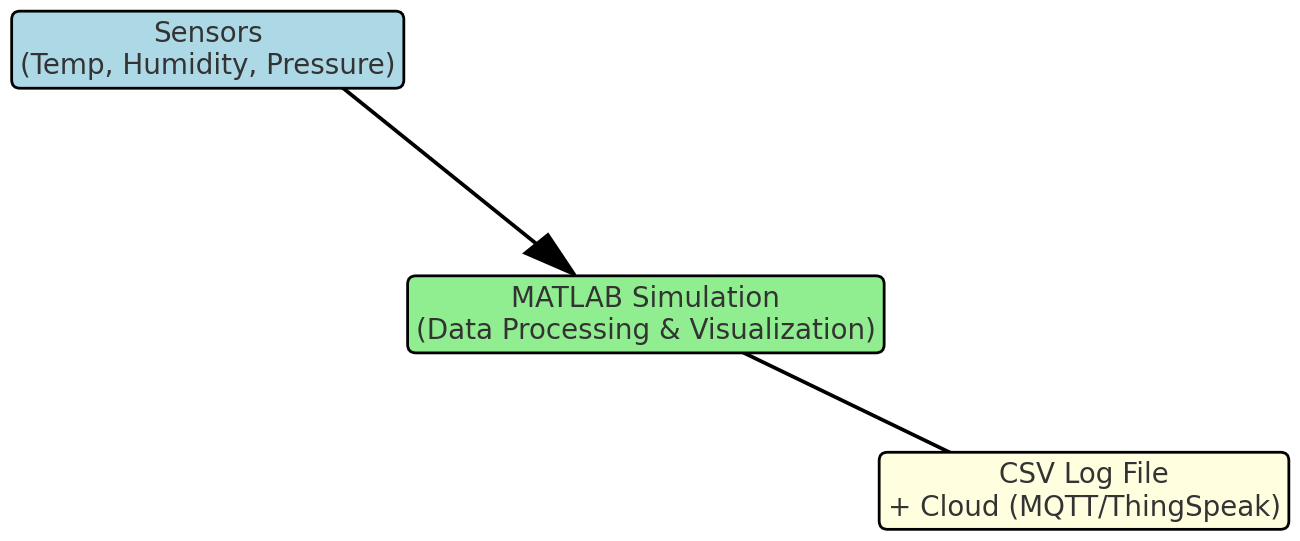 Sensors
(Temp, Humidity, Pressure)
MATLAB Simulation
(Data Processing & Visualization)
CSV Log File
+ Cloud (MQTT/ThingSpeak)